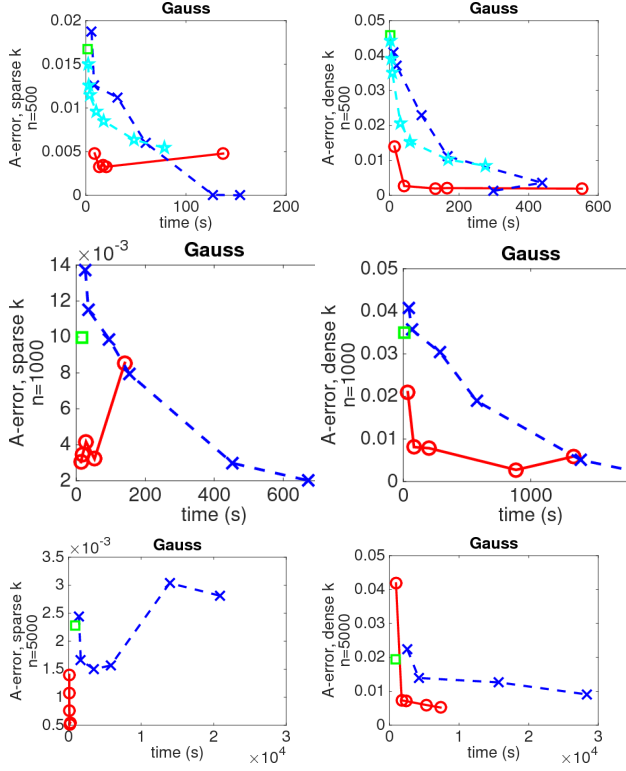 Gauss
0.02
0.015
0.01
0.005
0
0 100 200
time (s)
A-error, sparse k
n=500
Gauss
0.05
0.04
0.03
0.02
0.01
0
0 200 400 600
time (s)
A-error, dense k
n=500
×10⁻³ Gauss
14
12
10
8
6
4
2
0 200 400 600
time (s)
A-error, sparse k
n=1000
Gauss
0.05
0.04
0.03
0.02
0.01
0
0 1000
time (s)
A-error, dense k
n=1000
×10⁻³ Gauss
3.5
3
2.5
2
1.5
1
0.5
0 1 2 3
time (s) ×10⁴
A-error, sparse k
n=5000
Gauss
0.05
0.04
0.03
0.02
0.01
0
0 1 2 3
time (s) ×10⁴
A-error, dense k
n=5000